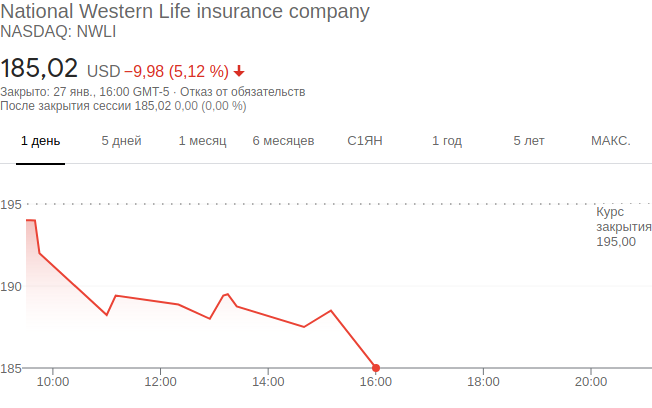 National Western Life insurance company
NASDAQ: NWLI
185,02 USD −9,98 (5,12 %)
Закрыто: 27 янв., 16:00 GMT-5 · Отказ от обязательств
После закрытия сессии 185,02 0,00 (0,00 %)
1 день 5 дней 1 месяц 6 месяцев С1ЯН 1 год 5 лет МАКС.
195
Курс
закрытия
195,00
190
185
10:00 12:00 14:00 16:00 18:00 20:00